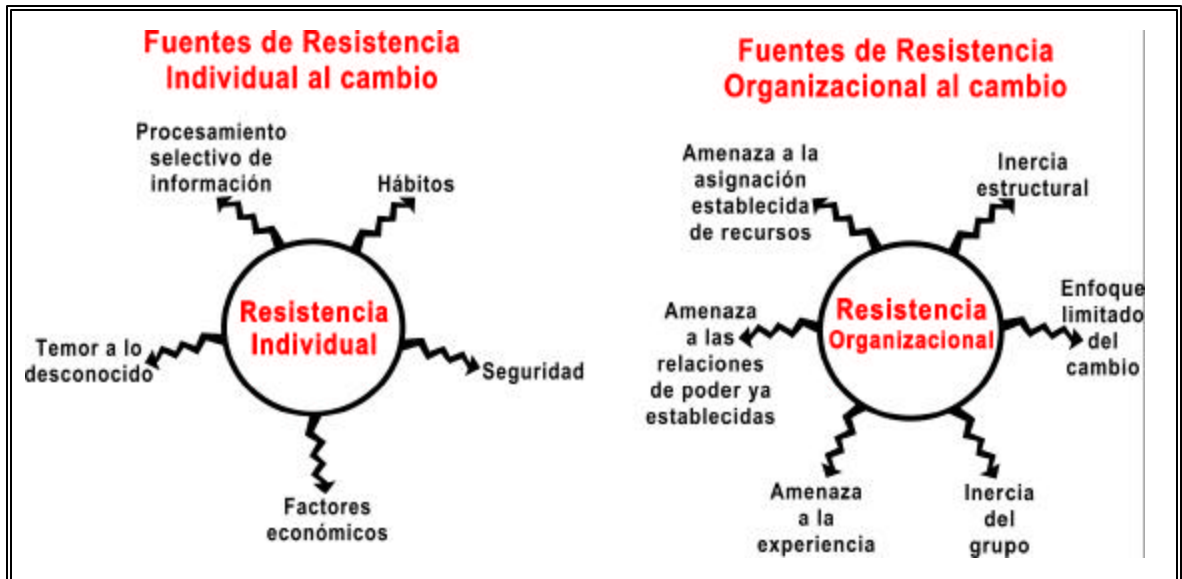 Fuentes de Resistencia
Individual al cambio
Procesamiento
selectivo de
información
Hábitos
Resistencia
Individual
Temor a lo
desconocido
Seguridad
Factores
económicos
Fuentes de Resistencia
Organizacional al cambio
Amenaza a la
asignación
establecida
de recursos
Inercia
estructural
Resistencia
Organizacional
Enfoque
limitado
del
cambio
Amenaza
a las
relaciones
de poder ya
establecidas
Amenaza
a la
experiencia
Inercia
del
grupo